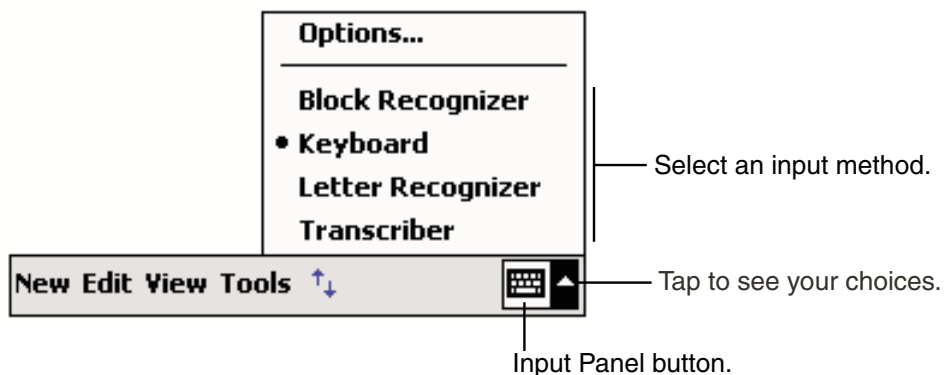 Options...
Block Recognizer
Keyboard
Letter Recognizer
Transcriber
Select an input method.
New Edit View Tools
Tap to see your choices.
Input Panel button.